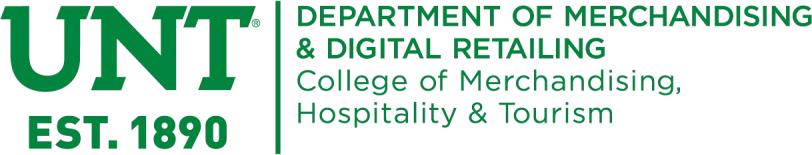 UNT®
EST. 1890
DEPARTMENT OF MERCHANDISING
& DIGITAL RETAILING
College of Merchandising,
Hospitality & Tourism